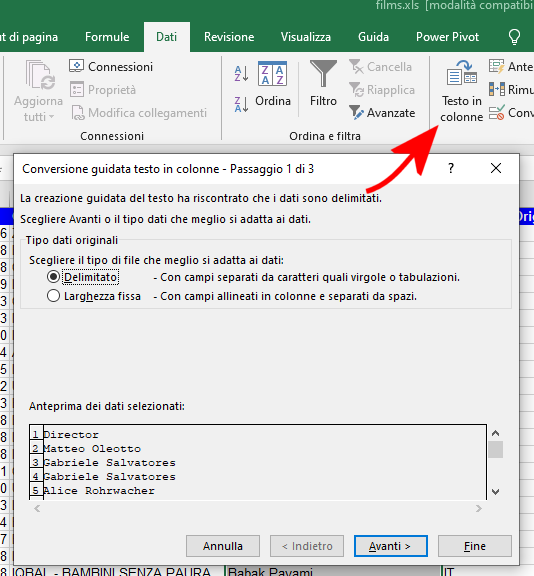 films.xls [modalità compatibi
ut di pagina Formule Dati Revisione Visualizza Guida Power Pivot
Aggiorna tutti
Connessioni
Proprietà
Modifica collegamenti
Connessioni
Ordina
Filtro
Cancella
Riapplica
Avanzate
Ordina e filtra
Testo in colonne
Ante
Rimu
Conv
Conversione guidata testo in colonne - Passaggio 1 di 3
La creazione guidata del testo ha riscontrato che i dati sono delimitati.
Scegliere Avanti o il tipo dati che meglio si adatta ai dati.
Tipo dati originali
Scegliere il tipo di file che meglio si adatta ai dati:
Delimitato - Con campi separati da caratteri quali virgole o tabulazioni.
Larghezza fissa - Con campi allineati in colonne e separati da spazi.
Anteprima dei dati selezionati:
1 Director
2 Matteo Oleotto
3 Gabriele Salvatores
4 Gabriele Salvatores
5 Alice Rohrwacher
Annulla < Indietro Avanti > Fine
IQBAL - BAMBINI SENZA PAURA Babak Payami IT